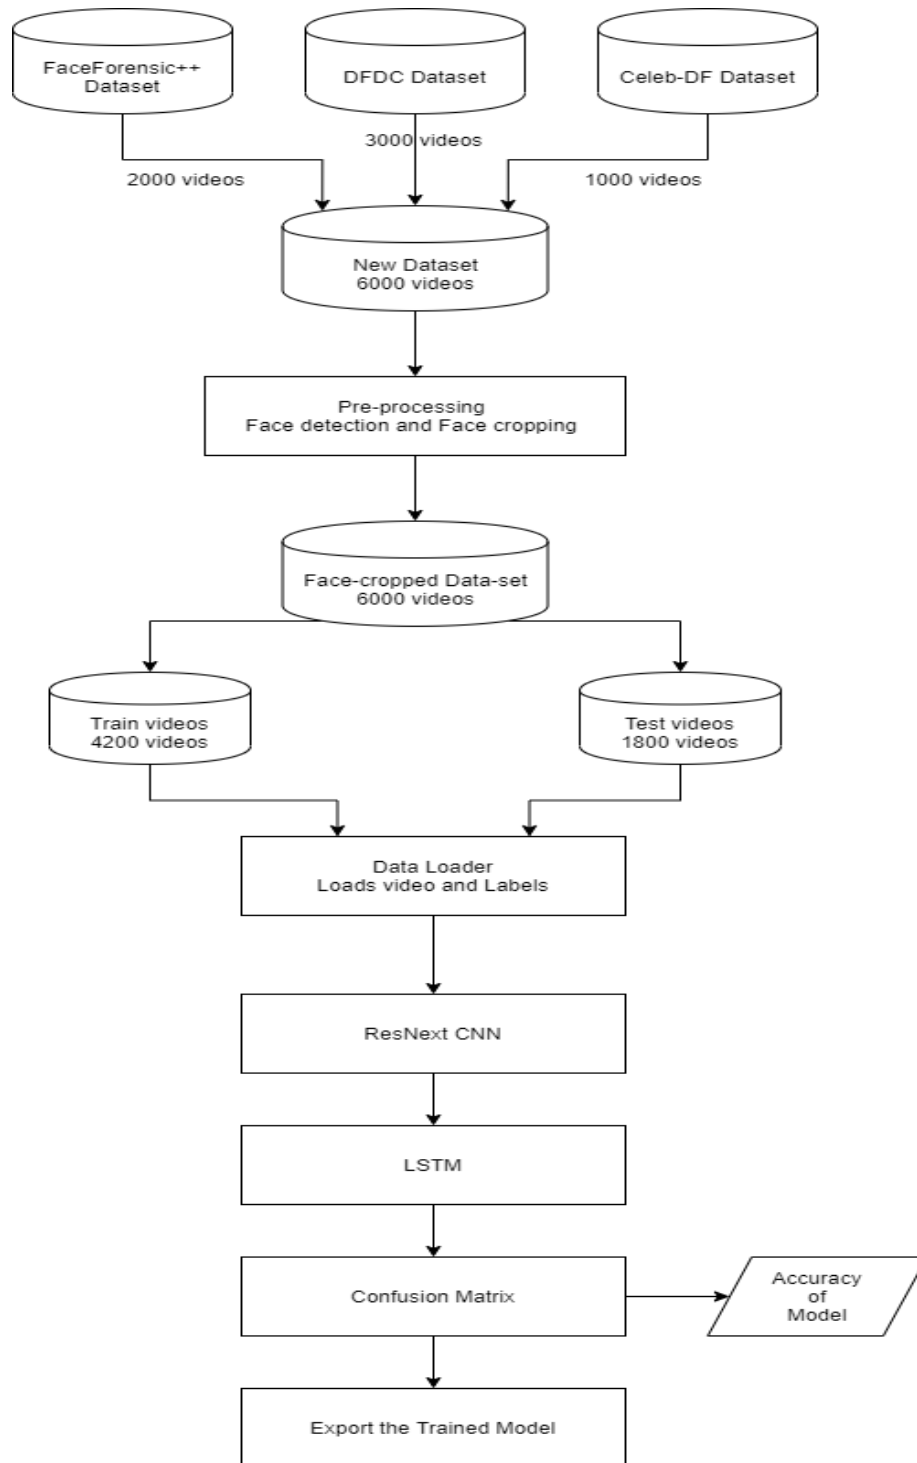 FaceForensic++
Dataset
DFDC Dataset
Celeb-DF Dataset
3000 videos
2000 videos
1000 videos
New Dataset
6000 videos
Pre-processing
Face detection and Face cropping
Face-cropped Data-set
6000 videos
Train videos
4200 videos
Test videos
1800 videos
Data Loader
Loads video and Labels
ResNext CNN
LSTM
Confusion Matrix
Accuracy
of
Model
Export the Trained Model